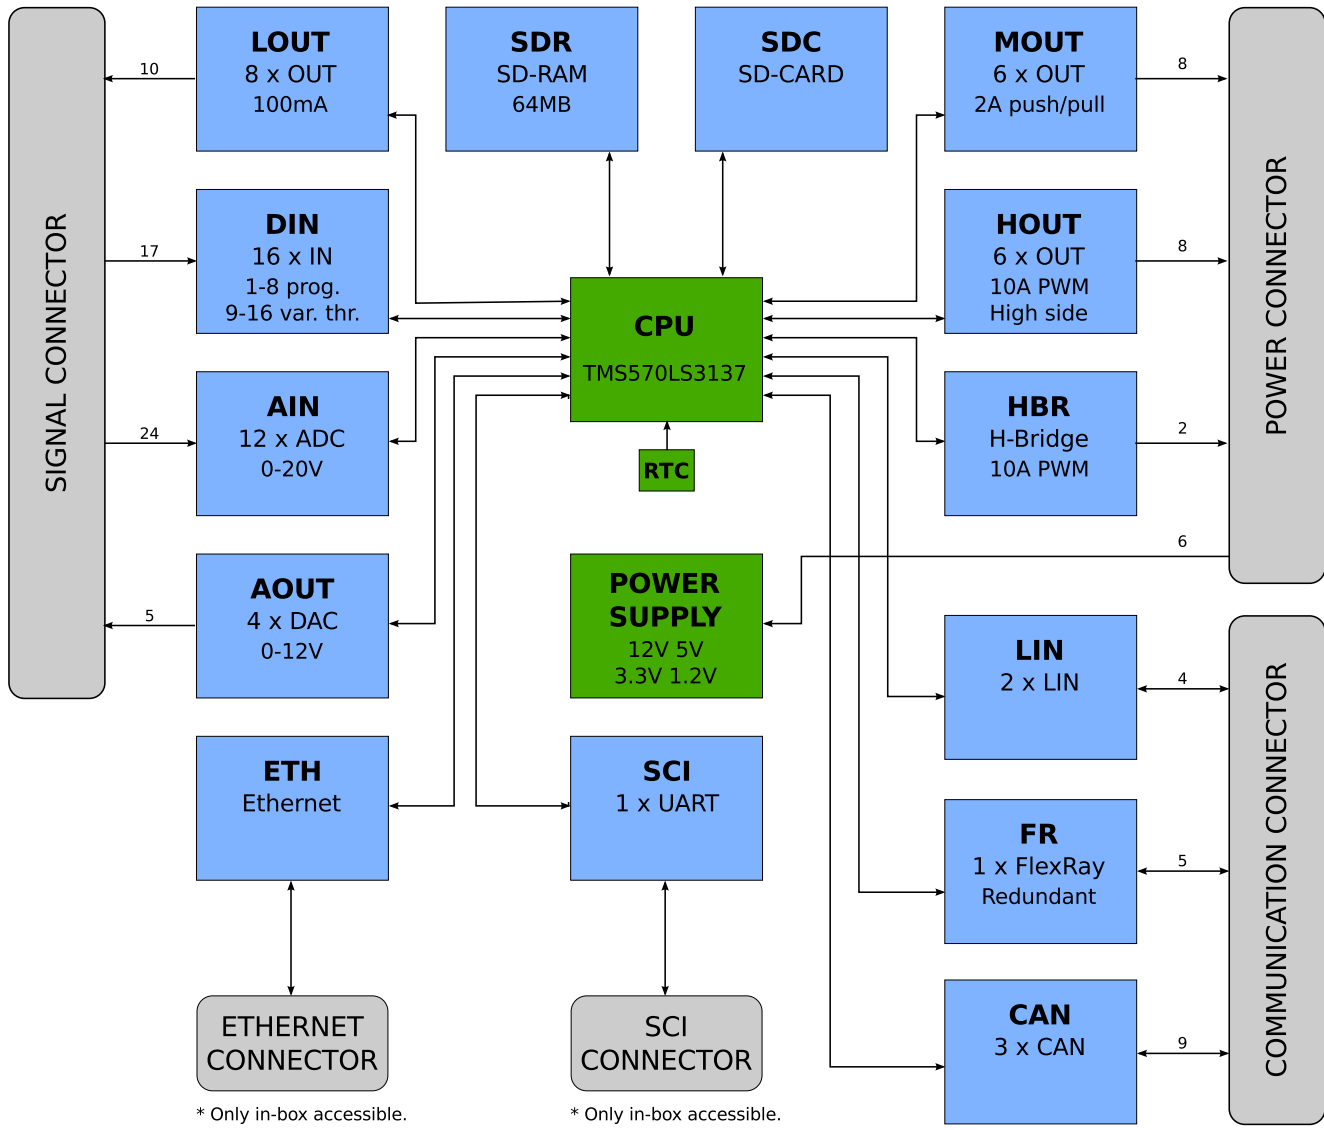 SIGNAL CONNECTOR
10
17
24
5
LOUT
8 x OUT
100mA
DIN
16 x IN
1-8 prog.
9-16 var. thr.
AIN
12 x ADC
0-20V
AOUT
4 x DAC
0-12V
ETH
Ethernet
ETHERNET
CONNECTOR
* Only in-box accessible.
SDR
SD-RAM
64MB
SDC
SD-CARD
CPU
TMS570LS3137
RTC
POWER
SUPPLY
12V 5V
3.3V 1.2V
SCI
1 x UART
SCI
CONNECTOR
* Only in-box accessible.
MOUT
6 x OUT
2A push/pull
HOUT
6 x OUT
10A PWM
High side
HBR
H-Bridge
10A PWM
LIN
2 x LIN
FR
1 x FlexRay
Redundant
CAN
3 x CAN
8
8
2
6
4
5
9
POWER CONNECTOR
COMMUNICATION CONNECTOR